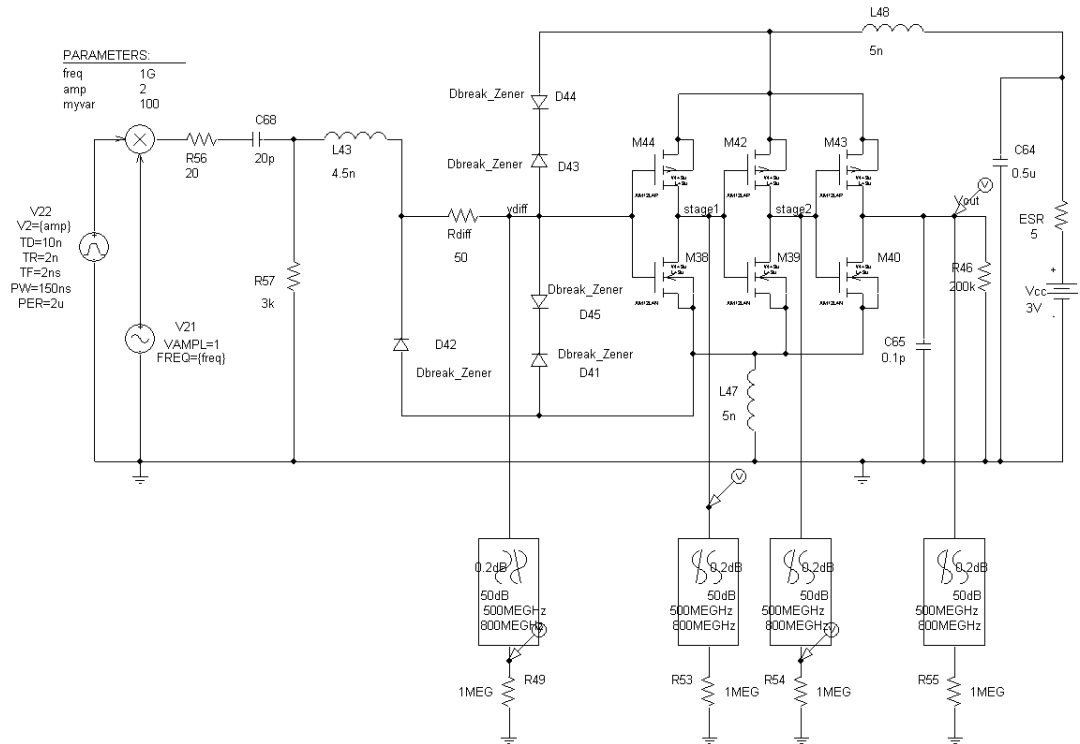 L48
5n
PARAMETERS:
freq 1G
amp 2
myvar 100
Dbreak_Zener D44
C68
20p
R56
20
L43
4.5n
Dbreak_Zener D43
M44 M42 M43
C64
0.5u
V22
V2={amp}
TD=10n
TR=2n
TF=2ns
PW=150ns
PER=2u
Rdiff
50
vdiff
stage1
stage2
Vout
ESR
5
R57
3k
M38 M39 M40
R46
200k
Vcc
3V
+
-
Dbreak_Zener
D45
V21
VAMPL=1
FREQ={freq}
D42
Dbreak_Zener
Dbreak_Zener
D41
C65
0.1p
L47
5n
V
V
0.2dB
50dB
500MEGHz
800MEGHz
V
0.2dB
50dB
500MEGHz
800MEGHz
0.2dB
50dB
500MEGHz
800MEGHz
V
0.2dB
50dB
500MEGHz
800MEGHz
R49
1MEG
R53
1MEG
R54
1MEG
R55
1MEG